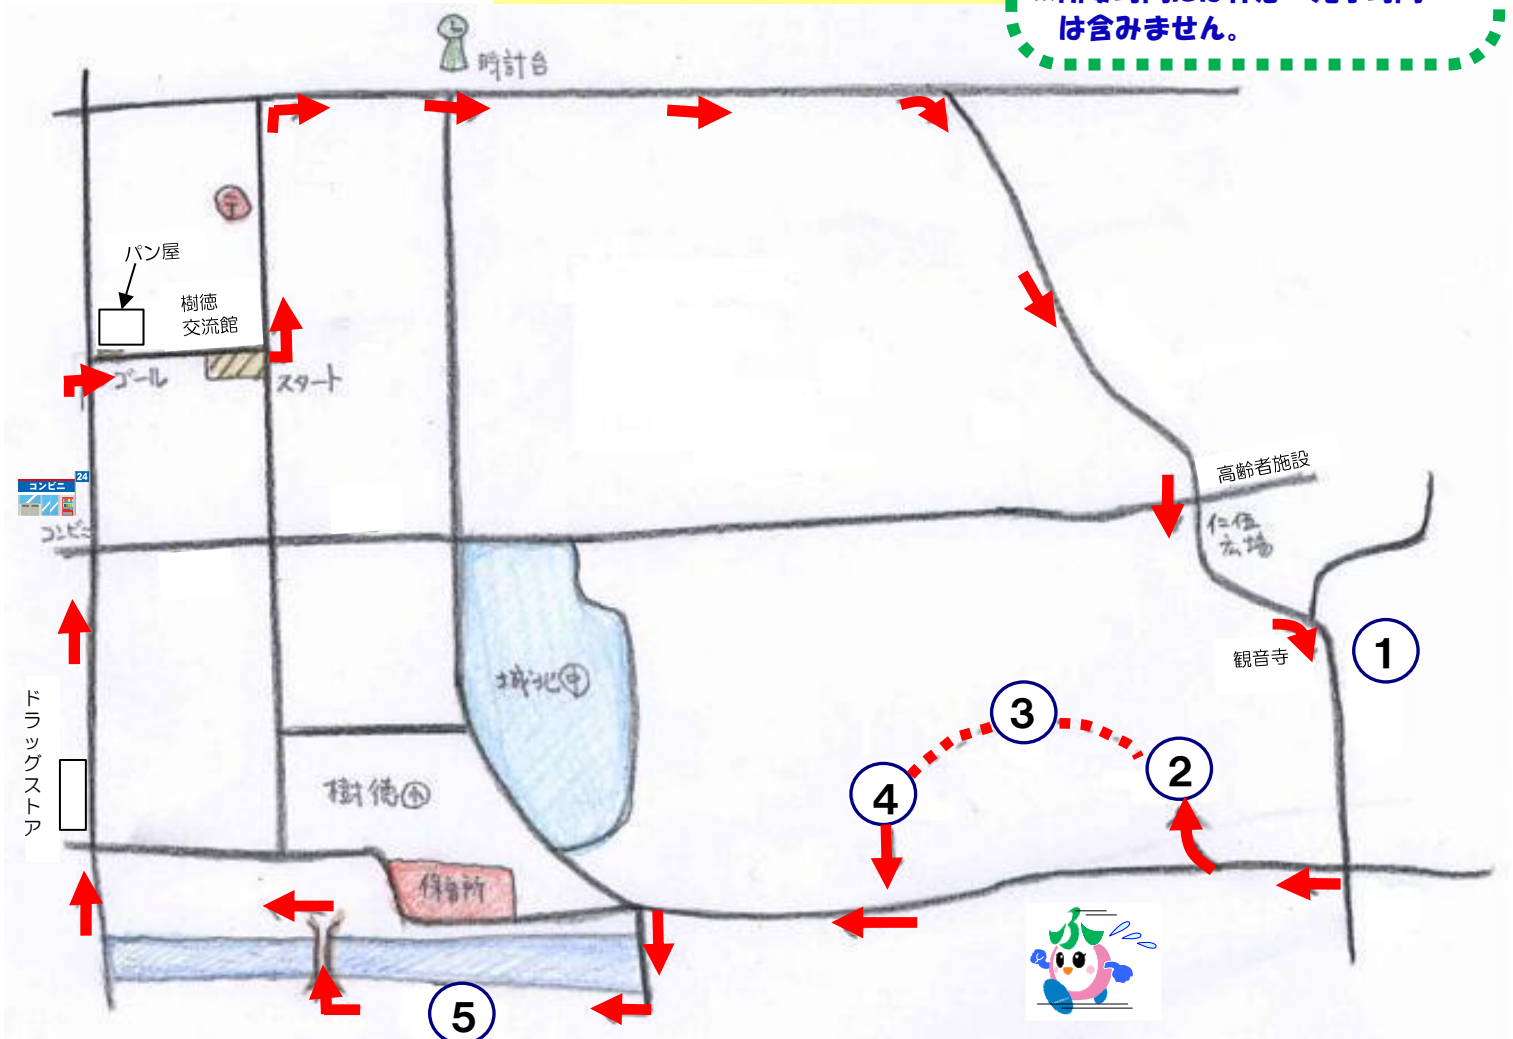 は含みません。
時計台
〒
パン屋
樹徳
交流館
ゴール
スタート
24
コンビニ
コンビニ
高齢者施設
広場
観音寺
①
城北㊥
③
②
ドラッグストア
④
樹徳㊥
保育所
ふ
⑤